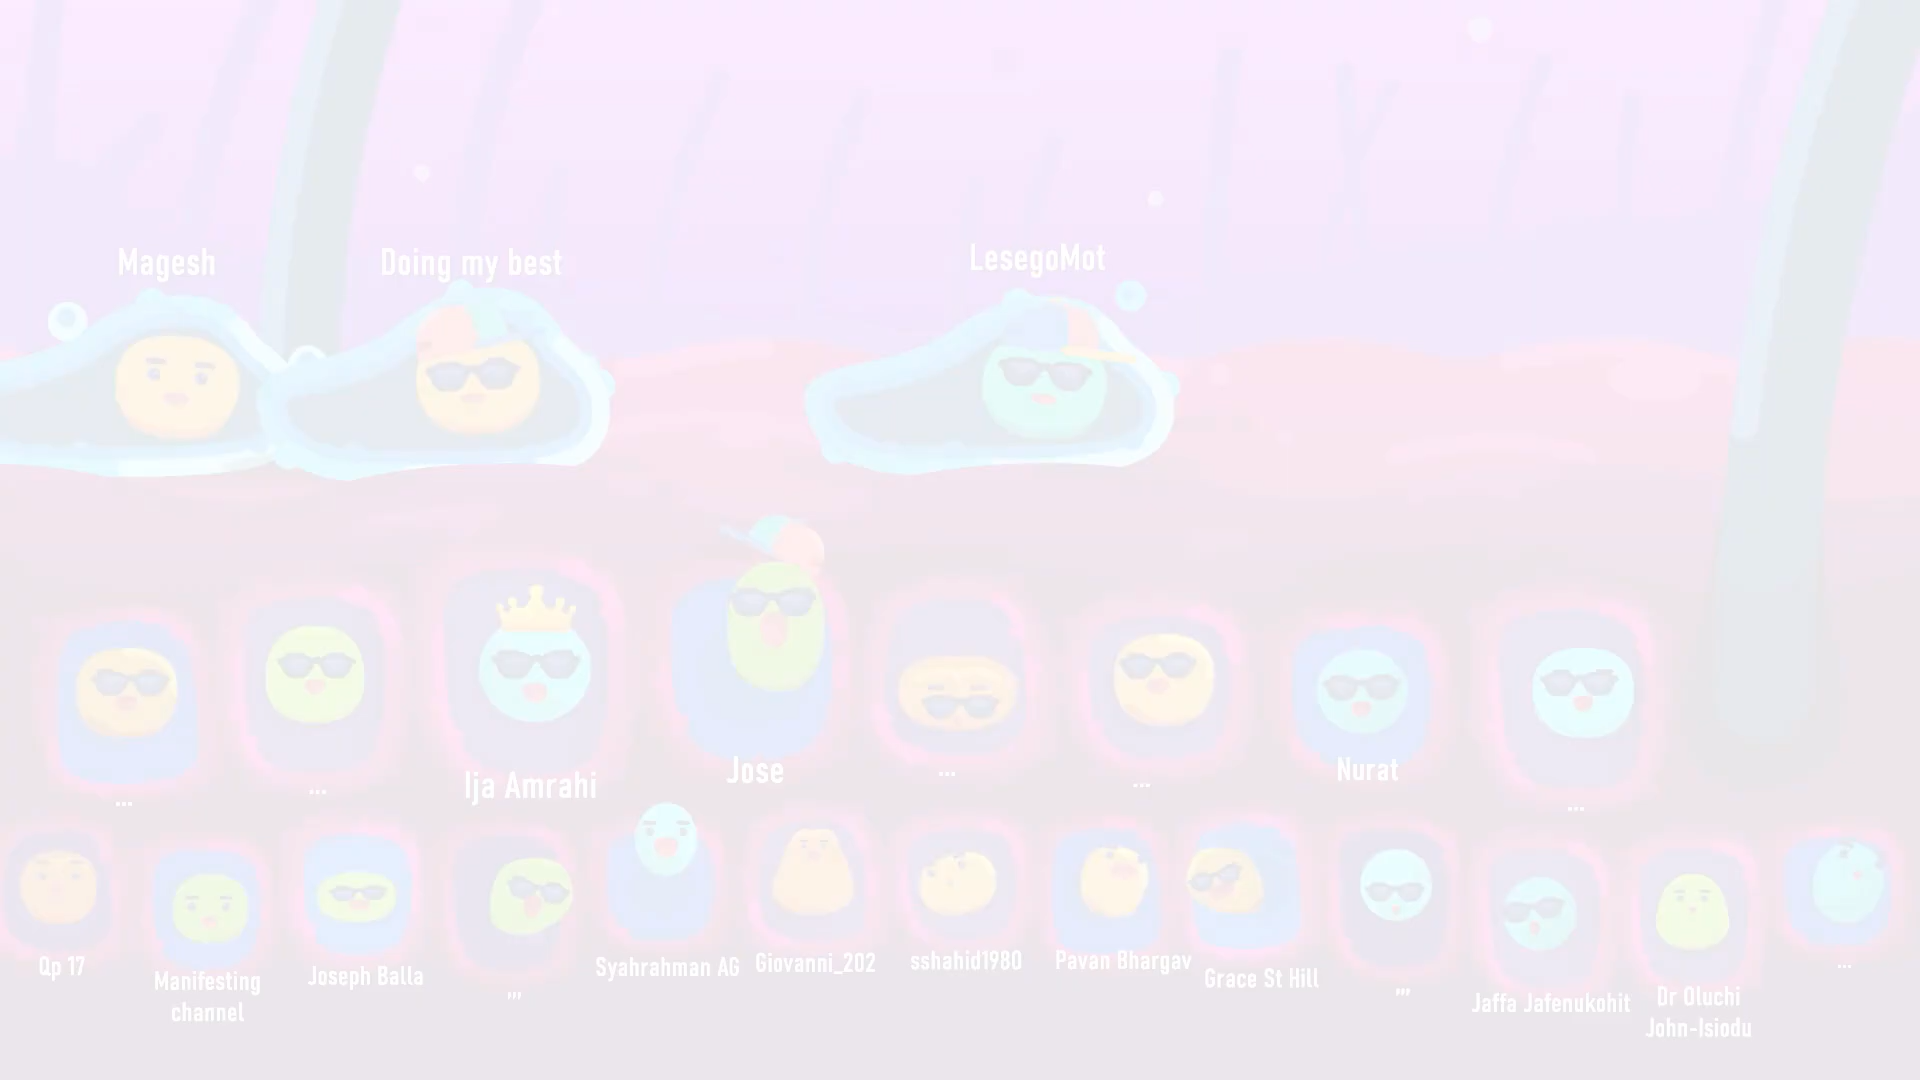 Magesh
Doing my best
LesegoMot
Ija Amrahi
Jose
...
...
...
...
Nurat
...
Qp 17
Manifesting
channel
Joseph Balla
,,,
Syahrahman AG
Giovanni_202
sshahid1980
Pavan Bhargav
Grace St Hill
,,,
Jaffa Jafenukohit
Dr Oluchi
John-Isiodu
...